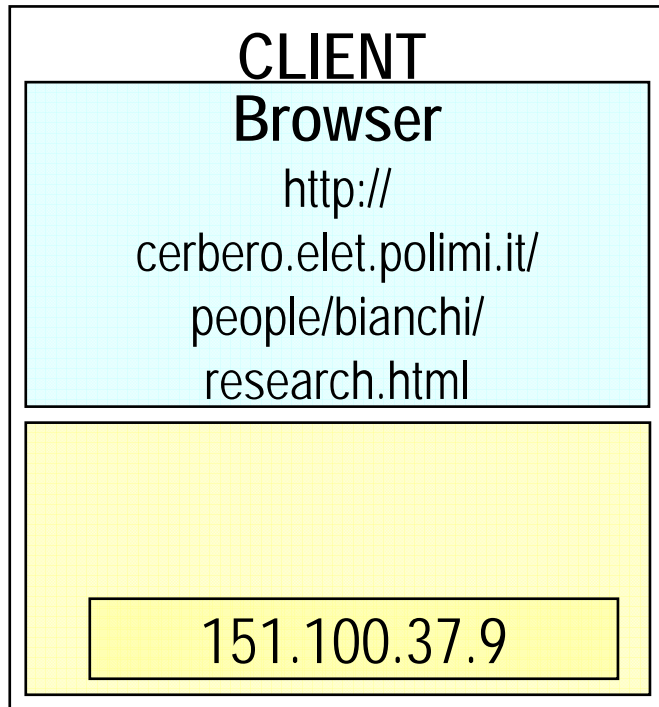 CLIENT
Browser
http://
cerbero.elet.polimi.it/
people/bianchi/
research.html
151.100.37.9